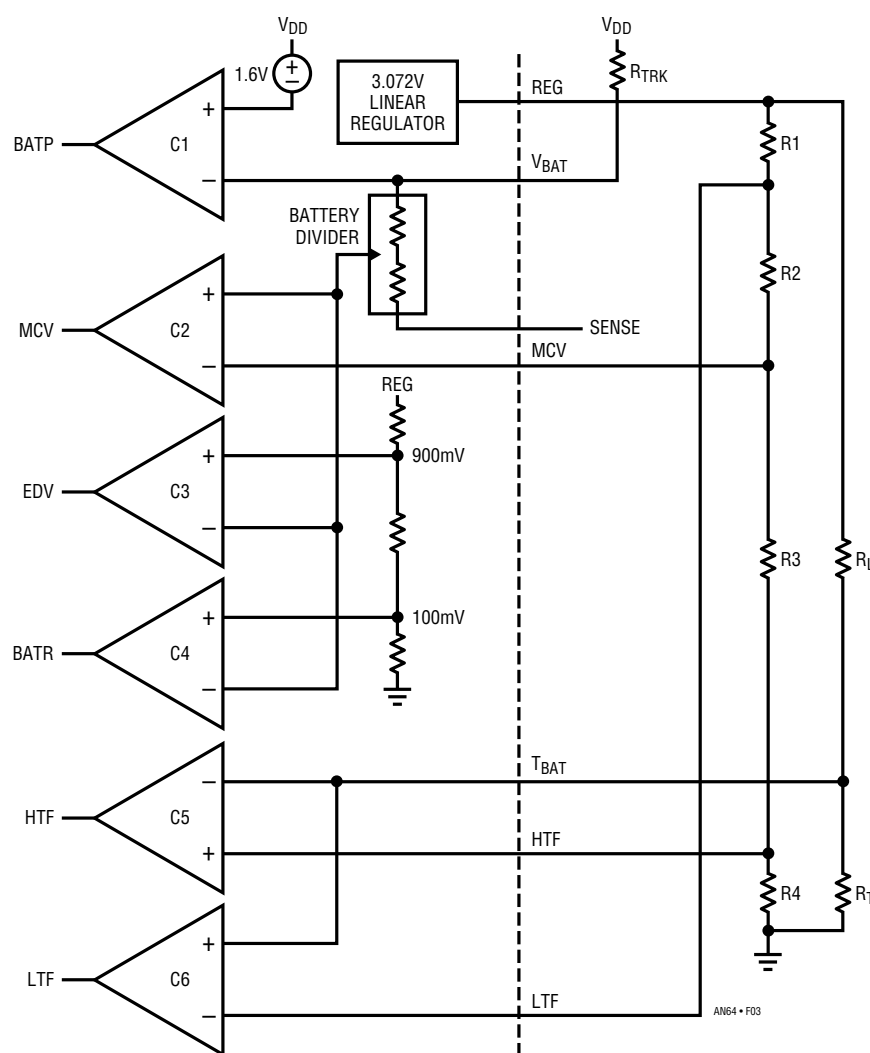 VDD
VDD
1.6V
+
−
3.072V
LINEAR
REGULATOR
REG
RTRK
BATP
C1
+
−
VBAT
R1
BATTERY
DIVIDER
MCV
C2
+
−
R2
SENSE
MCV
REG
EDV
C3
+
−
900mV
R3
RL
BATR
C4
+
−
100mV
HTF
C5
−
+
TBAT
HTF
R4
RT
LTF
C6
+
−
LTF
AN64 • F03